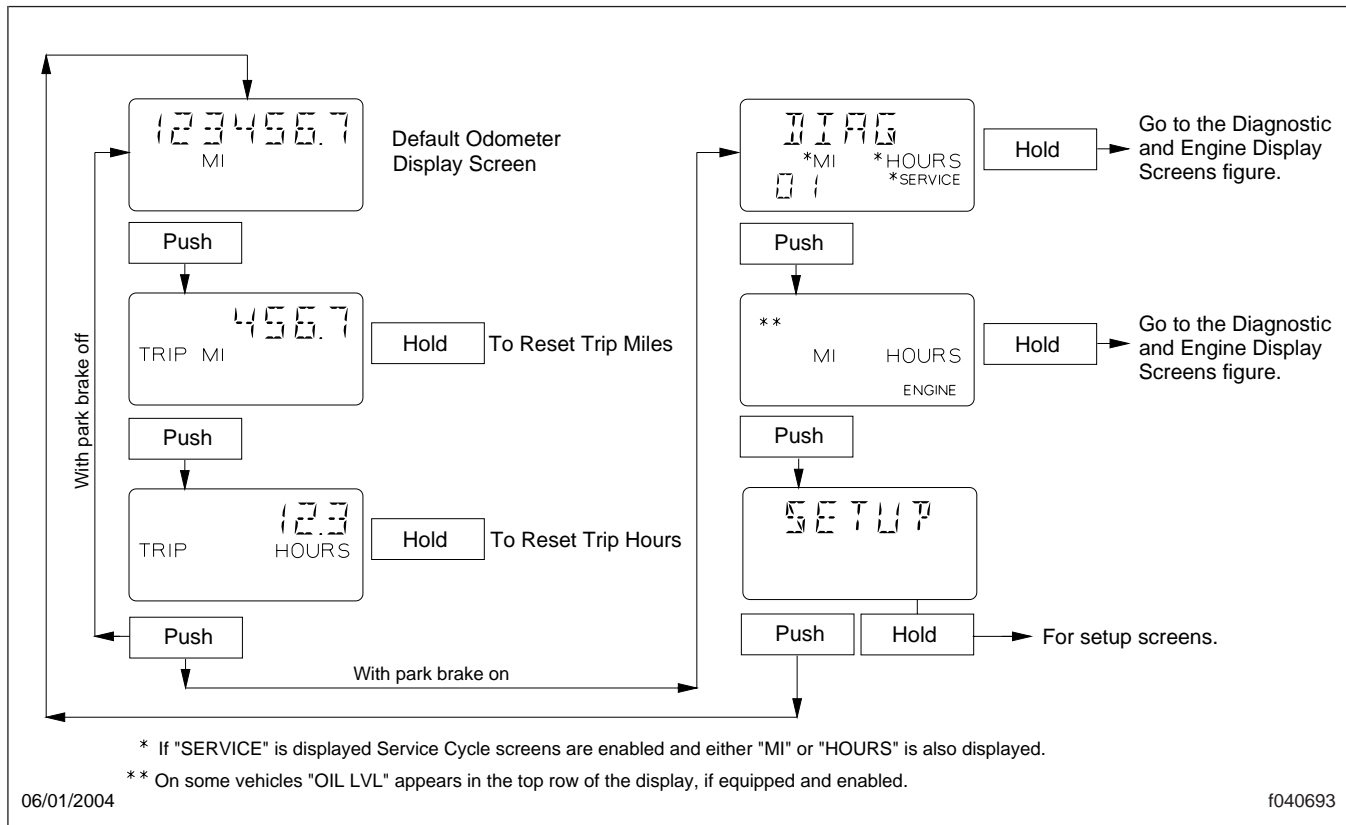 123456.7
MI
Default Odometer
Display Screen
Push
456.7
TRIP MI
Hold
To Reset Trip Miles
Push
12.3
TRIP HOURS
Hold
To Reset Trip Hours
Push
With park brake off
With park brake on
DIAG
*MI *HOURS
*SERVICE
01
Hold
Go to the Diagnostic
and Engine Display
Screens figure.
Push
**
MI HOURS
ENGINE
Hold
Go to the Diagnostic
and Engine Display
Screens figure.
Push
SETUP
Push
Hold
For setup screens.
* If "SERVICE" is displayed Service Cycle screens are enabled and either "MI" or "HOURS" is also displayed.
** On some vehicles "OIL LVL" appears in the top row of the display, if equipped and enabled.
06/01/2004
f040693